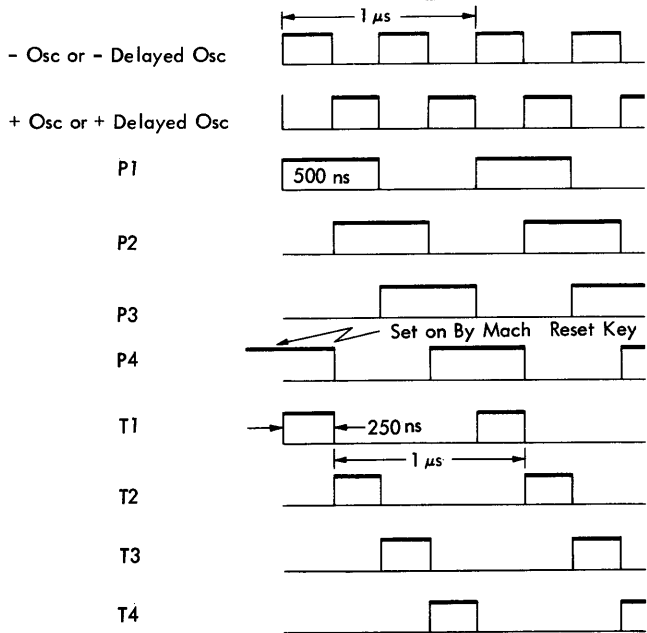 1 μs
- Osc or - Delayed Osc
+ Osc or + Delayed Osc
P1
500 ns
P2
P3
Set on By Mach Reset Key
P4
T1
250 ns
1 μs
T2
T3
T4